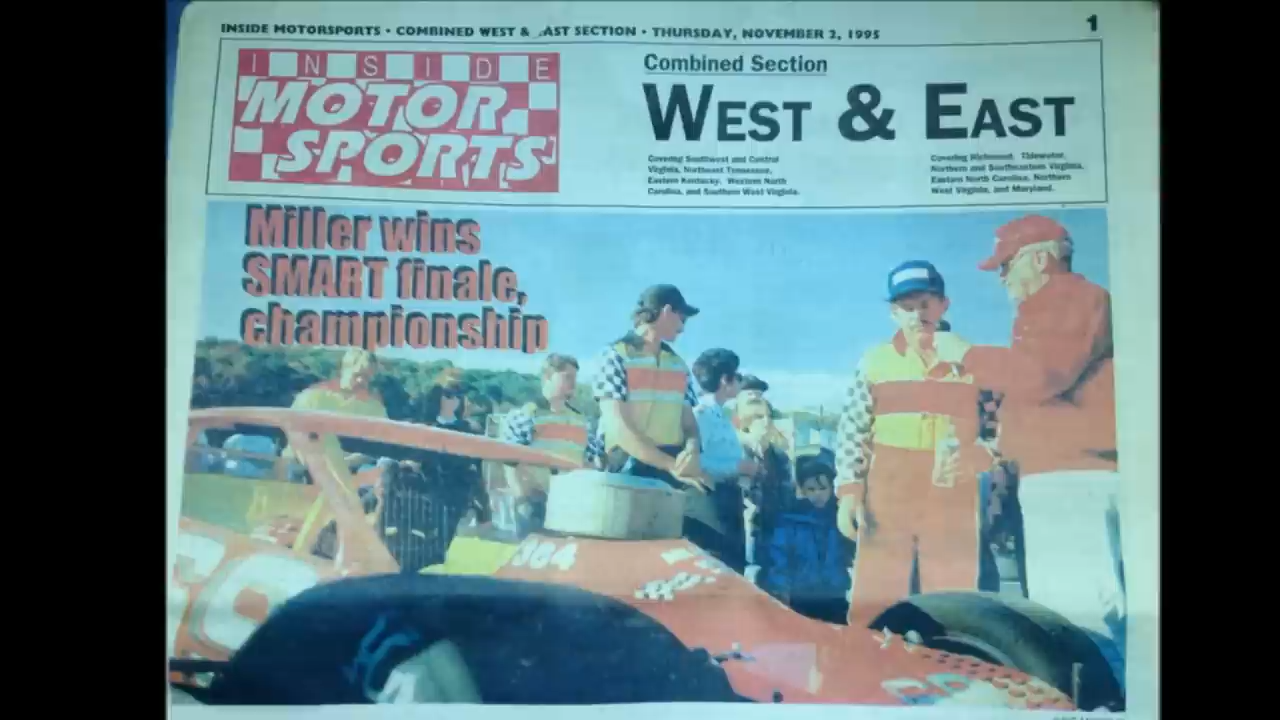 INSIDE MOTORSPORTS • COMBINED WEST & AST SECTION • THURSDAY, NOVEMBER 2, 1995
1
INSIDE
MOTOR
SPORTS
Combined Section
WEST & EAST
Covering Southwest and Central
Virginia, Northeast Tennessee,
Eastern Kentucky, Western North
Carolina, and Southern West Virginia.
Covering Richmond, Tidewater,
Northern and Southeastern Virginia,
Eastern North Carolina, Northern
West Virginia, and Maryland.
Miller wins
SMART finale,
championship
364